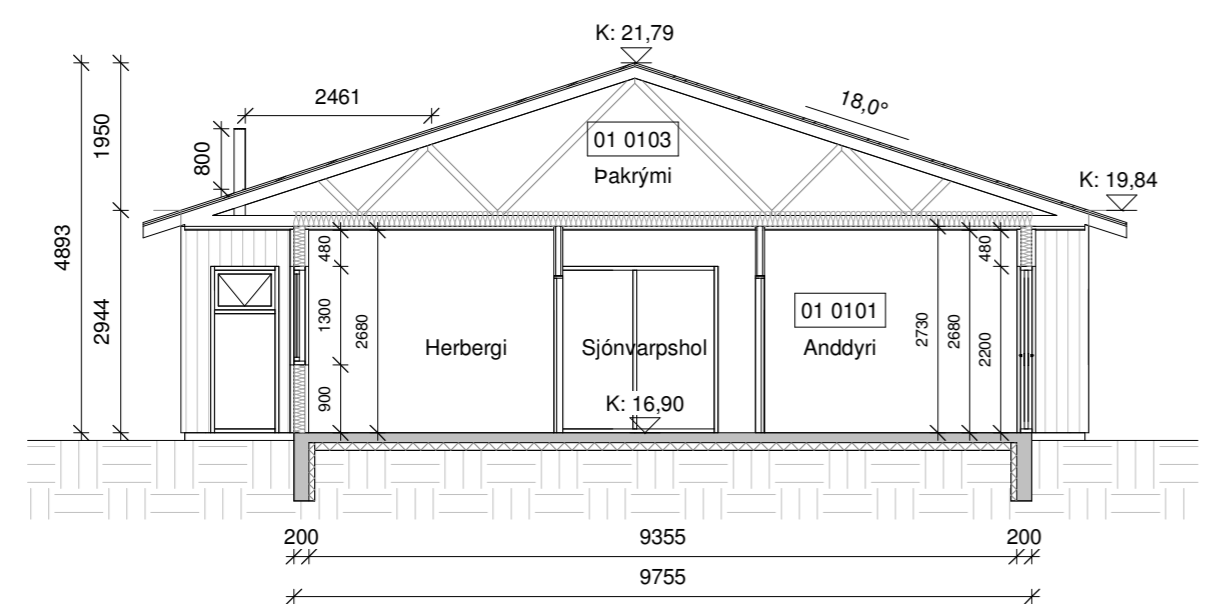 K: 21,79
2461
18,0°
1950
800
01 0103
Þakrými
K: 19,84
4893
2944
480
1300
2680
900
Herbergi
Sjónvarpshol
01 0101
Anddyri
2730
2680
480
2200
K: 16,90
200
9355
200
9755